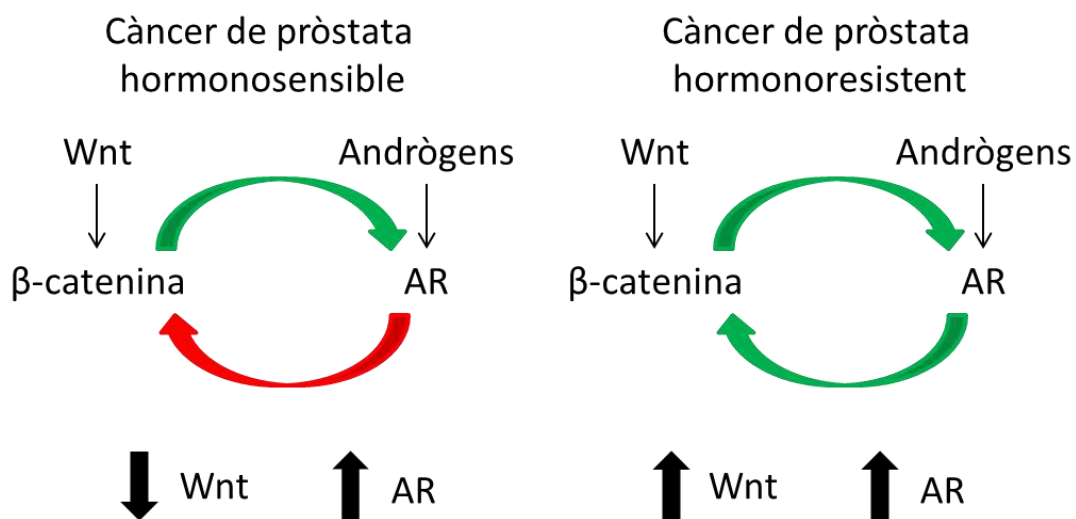 Càncer de pròstata
hormonosensible
Wnt
Andrògens
β-catenina
AR
Wnt
AR
Càncer de pròstata
hormonoresistent
Wnt
Andrògens
β-catenina
AR
Wnt
AR